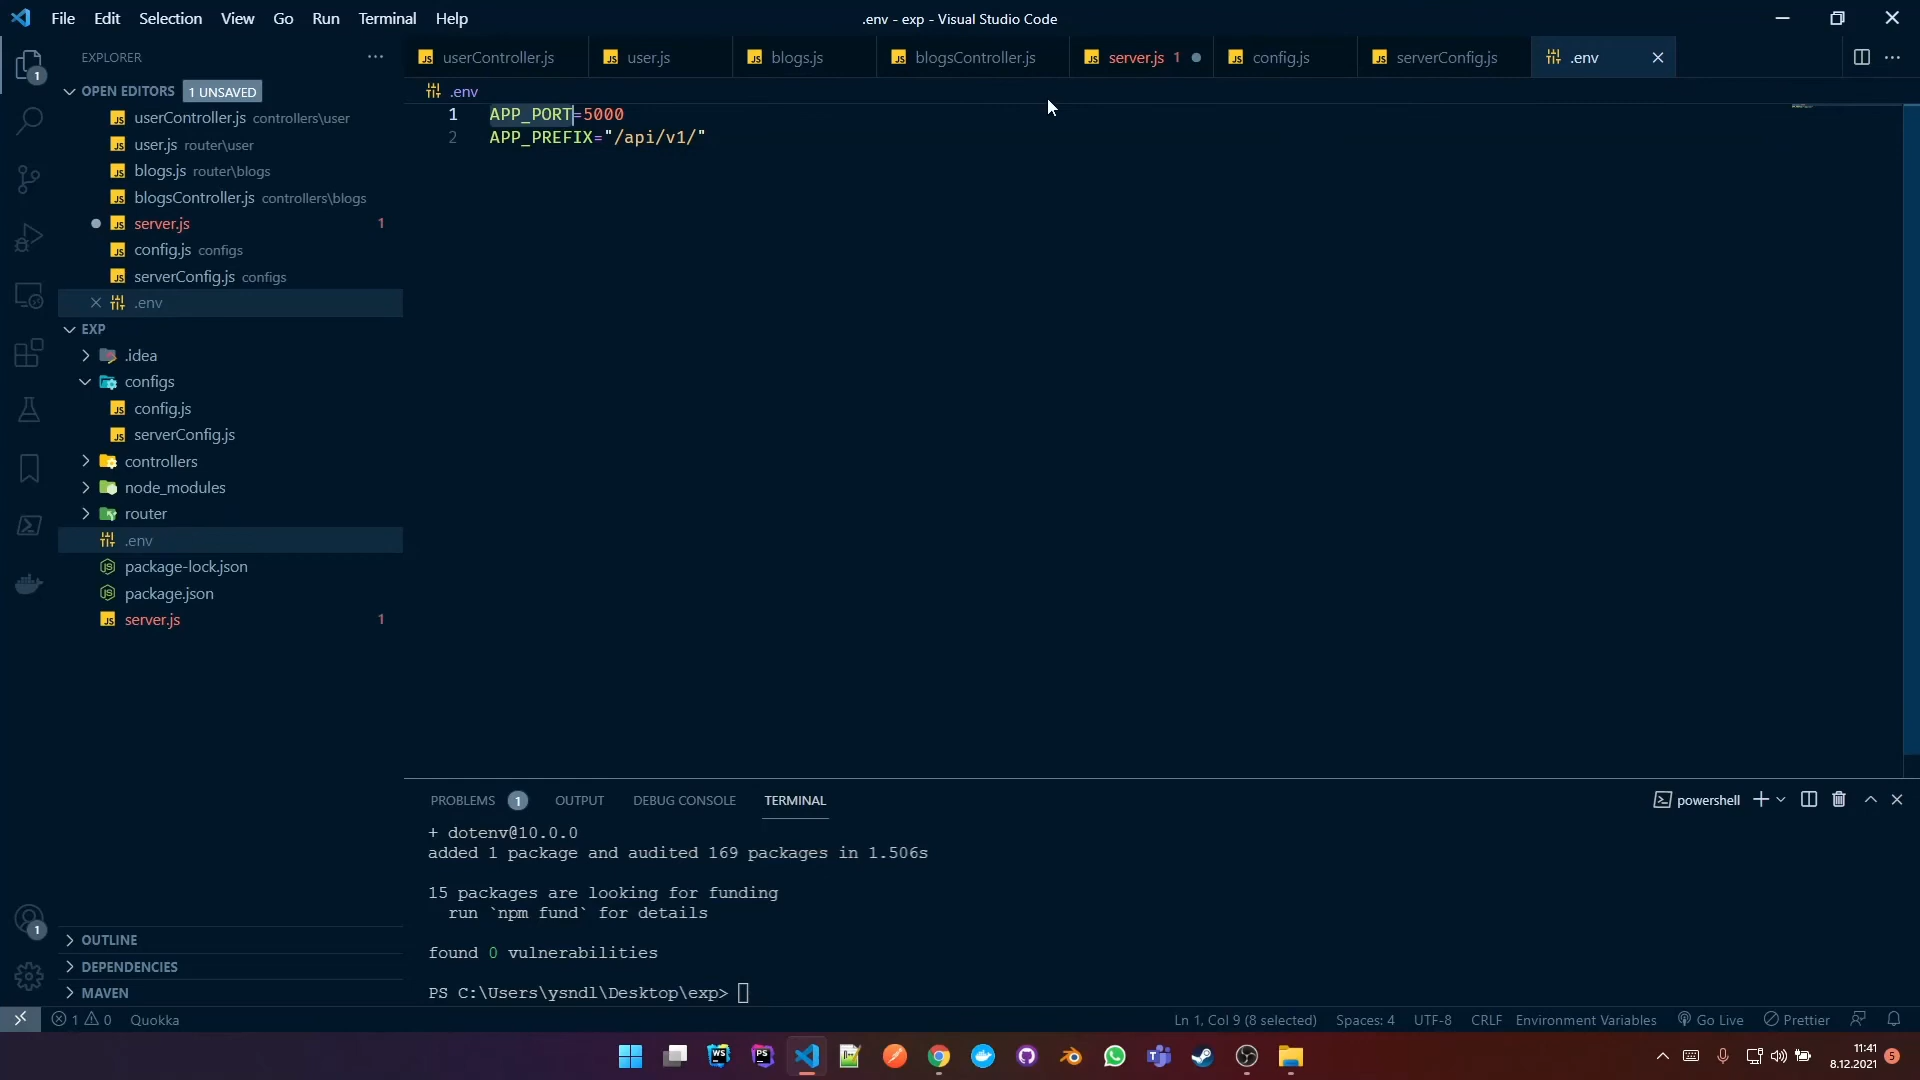 File Edit Selection View Go Run Terminal Help
.env - exp - Visual Studio Code
EXPLORER
userController.js user.js blogs.js blogsController.js server.js 1 config.js serverConfig.js .env
1
OPEN EDITORS 1 UNSAVED
userController.js controllers\user
user.js router\user
blogs.js router\blogs
blogsController.js controllers\blogs
server.js 1
config.js configs
serverConfig.js configs
.env
EXP
.idea
configs
config.js
serverConfig.js
controllers
node_modules
router
.env
package-lock.json
package.json
server.js 1
OUTLINE
DEPENDENCIES
MAVEN
1
.env
1 APP_PORT=5000
2 APP_PREFIX="/api/v1/"
PROBLEMS 1 OUTPUT DEBUG CONSOLE TERMINAL
powershell
+ dotenv@10.0.0
added 1 package and audited 169 packages in 1.506s
15 packages are looking for funding
run `npm fund` for details
found 0 vulnerabilities
PS C:\Users\ysndl\Desktop\exp>
1 0 Quokka
Ln 1, Col 9 (8 selected) Spaces: 4 UTF-8 CRLF Environment Variables Go Live Prettier
WS PS
11:41
8.12.2021
5